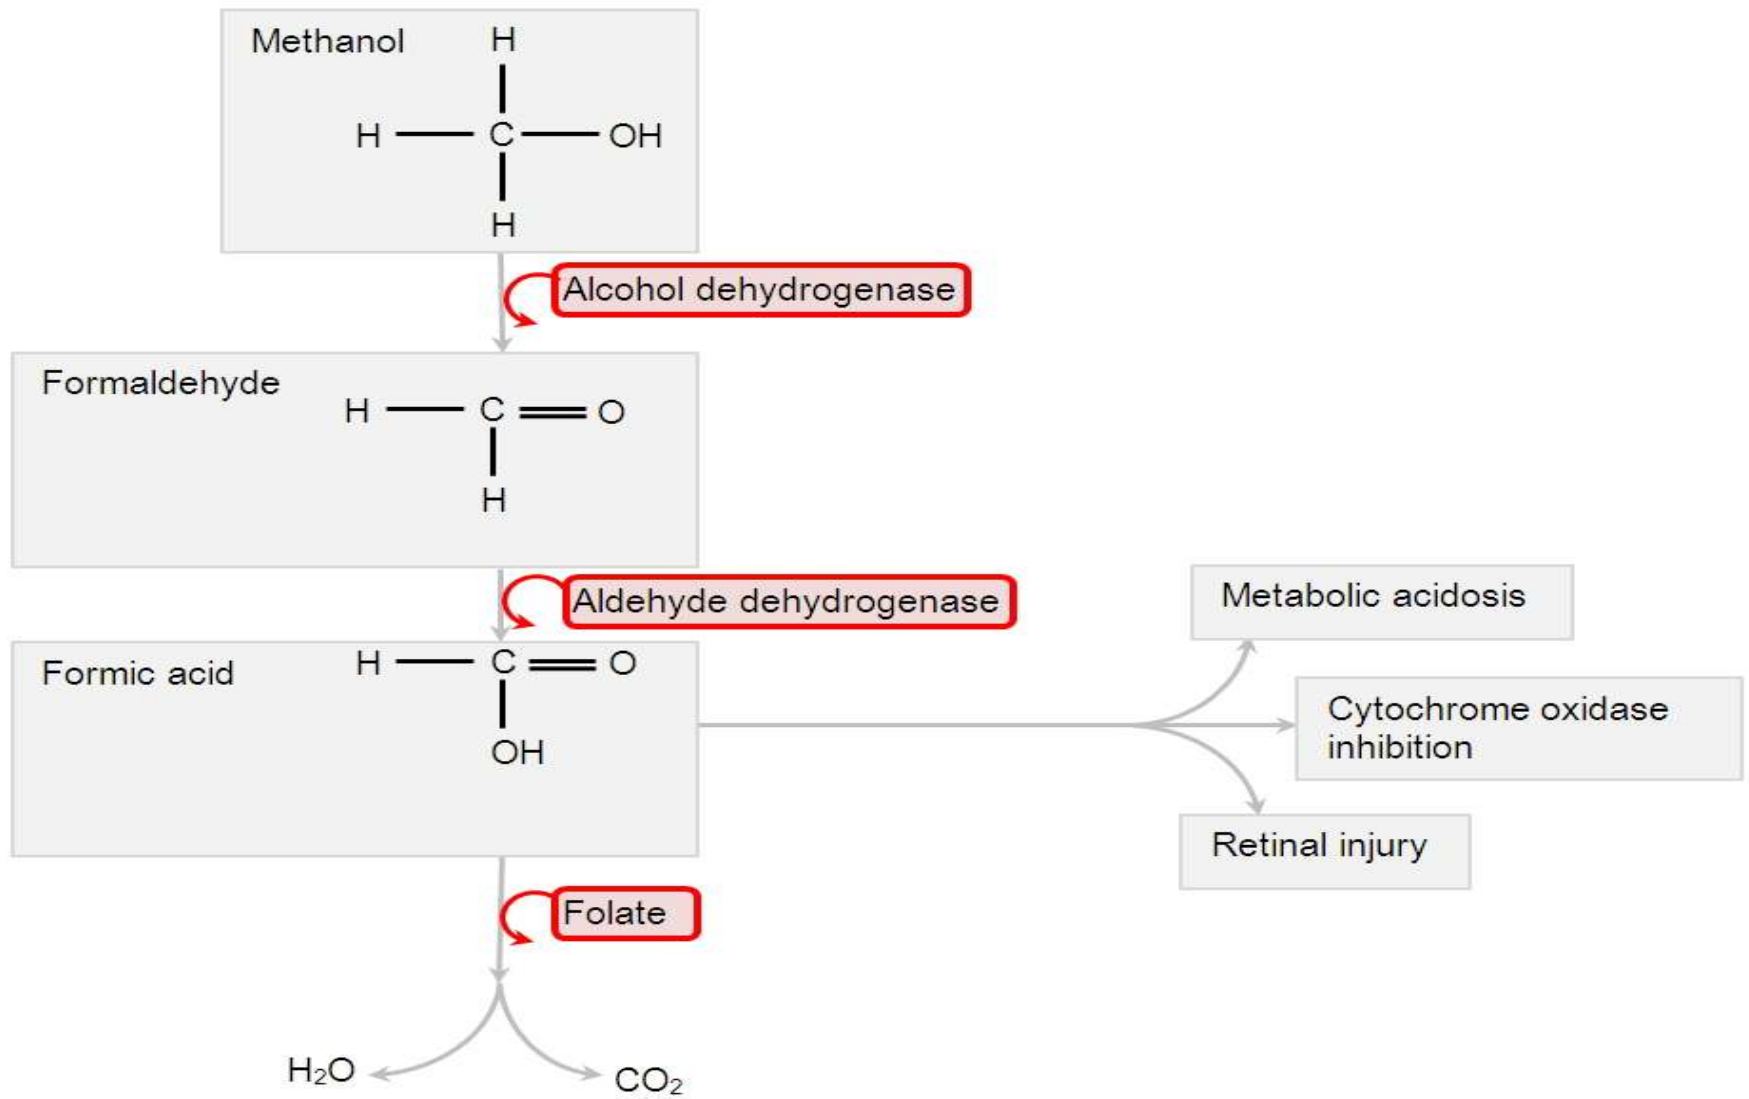 Methanol
H
H C OH
H
Alcohol dehydrogenase
Formaldehyde
H C O
H
Aldehyde dehydrogenase
Formic acid
H C O
OH
Metabolic acidosis
Cytochrome oxidase
inhibition
Retinal injury
Folate
H₂O
CO₂